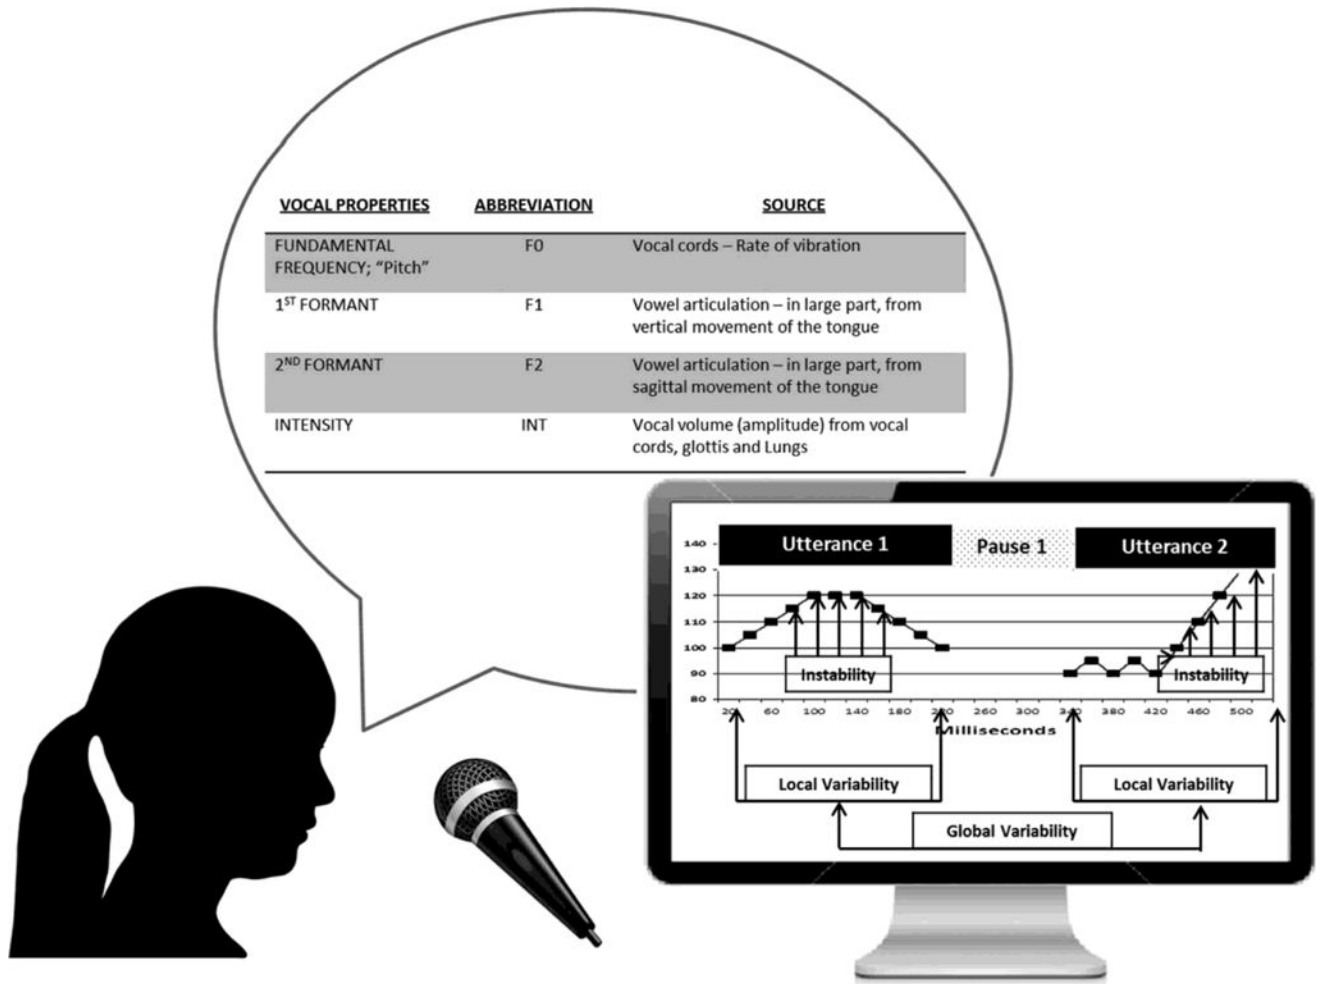 VOCAL PROPERTIES ABBREVIATION SOURCE
FUNDAMENTAL FREQUENCY; “Pitch” F0 Vocal cords – Rate of vibration
1ST FORMANT F1 Vowel articulation – in large part, from
vertical movement of the tongue
2ND FORMANT F2 Vowel articulation – in large part, from
sagittal movement of the tongue
INTENSITY INT Vocal volume (amplitude) from vocal
cords, glottis and Lungs
Utterance 1 Pause 1 Utterance 2
140
130
120
110
100
90
80
Instability Instability
20 60 100 140 180 220 260 300 340 380 420 460 500
Milliseconds
Local Variability Local Variability
Global Variability